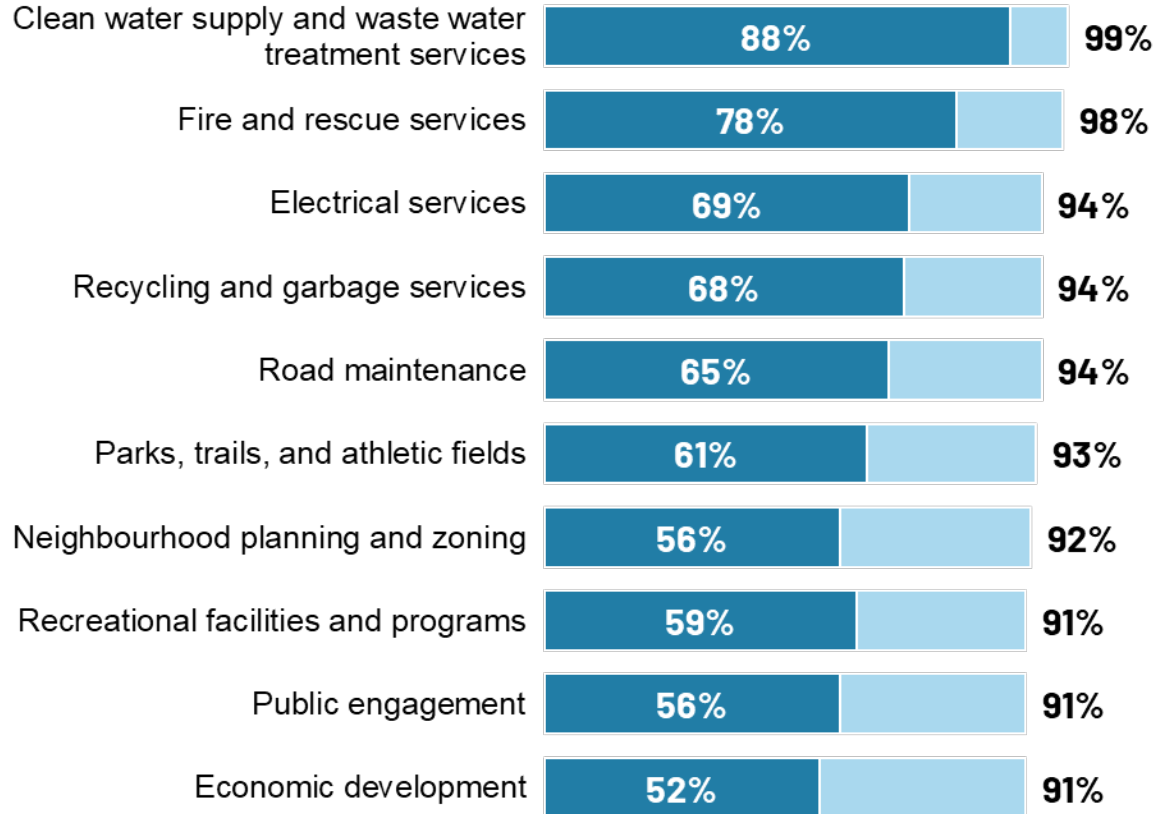 Clean water supply and waste water
treatment services
88%
99%
Fire and rescue services
78%
98%
Electrical services
69%
94%
Recycling and garbage services
68%
94%
Road maintenance
65%
94%
Parks, trails, and athletic fields
61%
93%
Neighbourhood planning and zoning
56%
92%
Recreational facilities and programs
59%
91%
Public engagement
56%
91%
Economic development
52%
91%